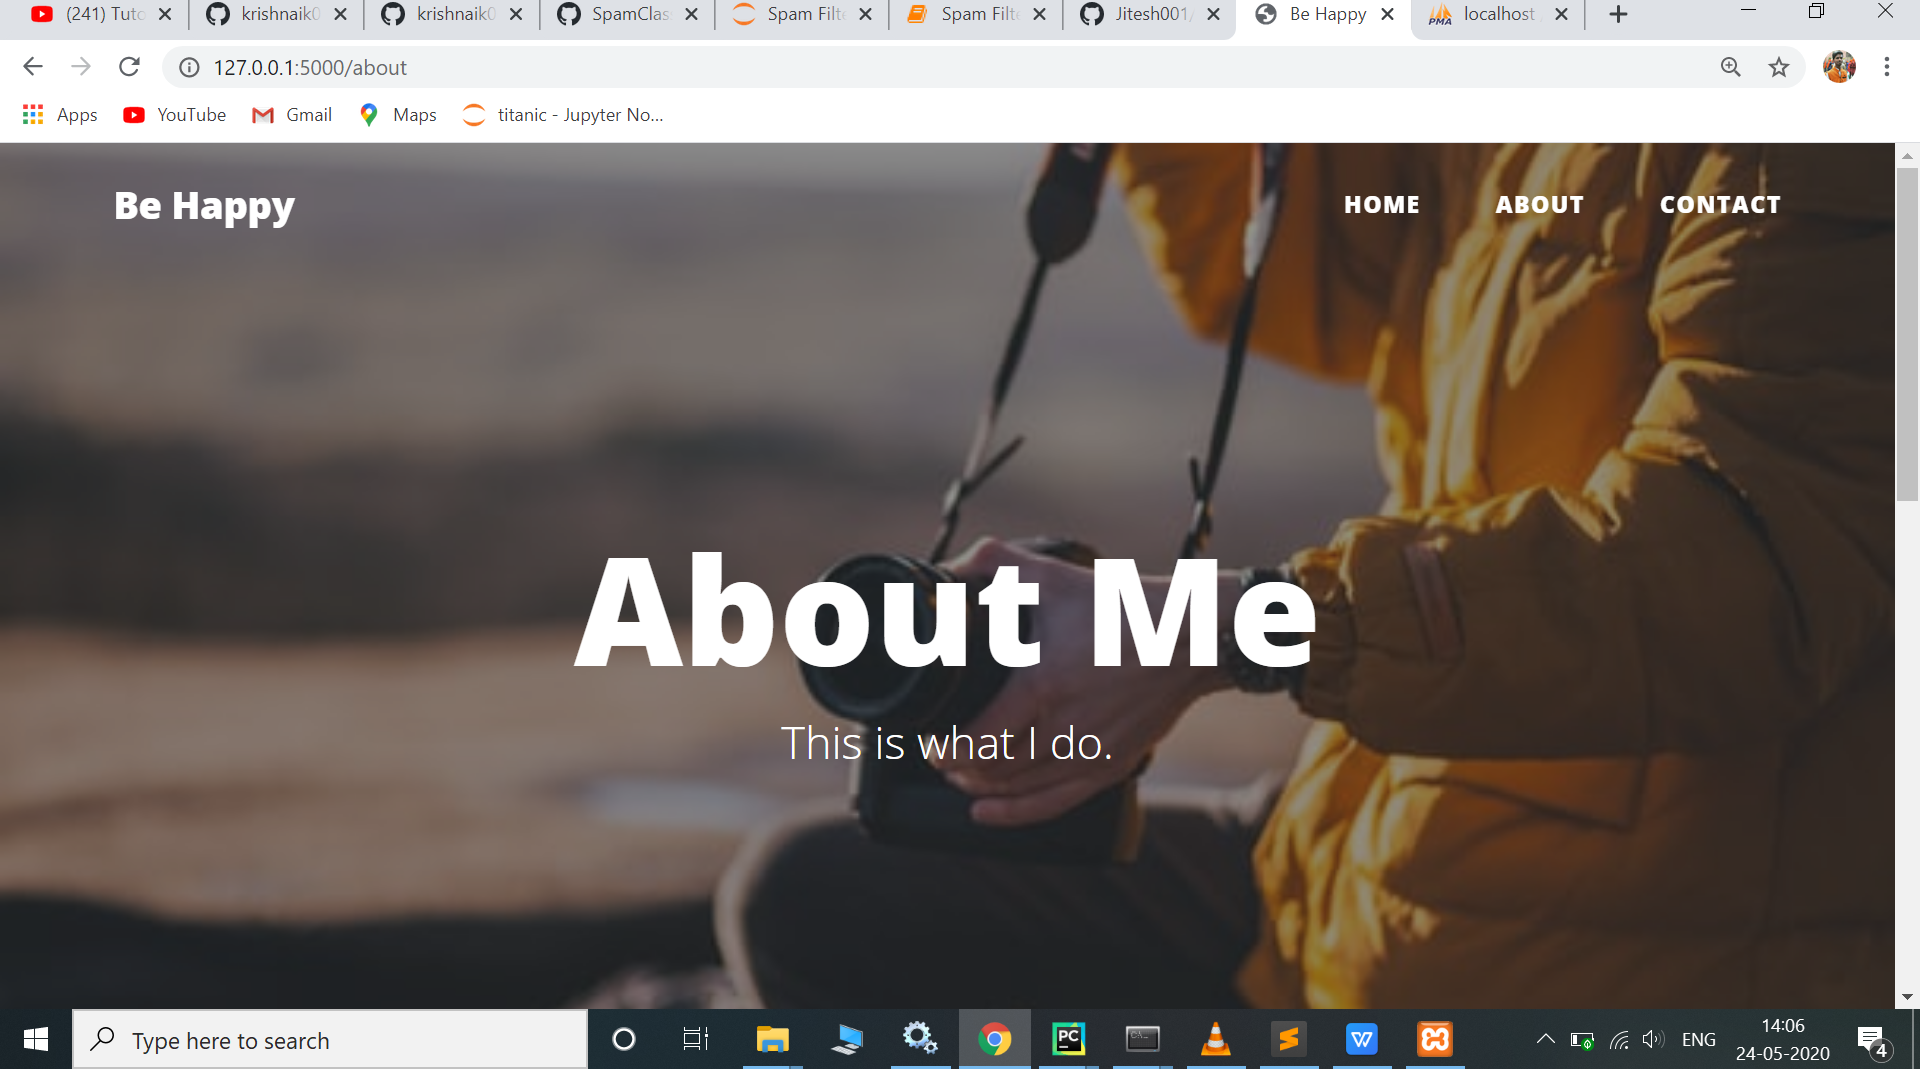 (241) Tuto
krishnaik0
krishnaik0
SpamClas
Spam Filte
Spam Filte
Jitesh001/
Be Happy
localhost
127.0.0.1:5000/about
Apps
YouTube
Gmail
Maps
titanic - Jupyter No...
Be Happy
HOME
ABOUT
CONTACT
About Me
This is what I do.
Type here to search
PC
ENG
14:06
24-05-2020
4